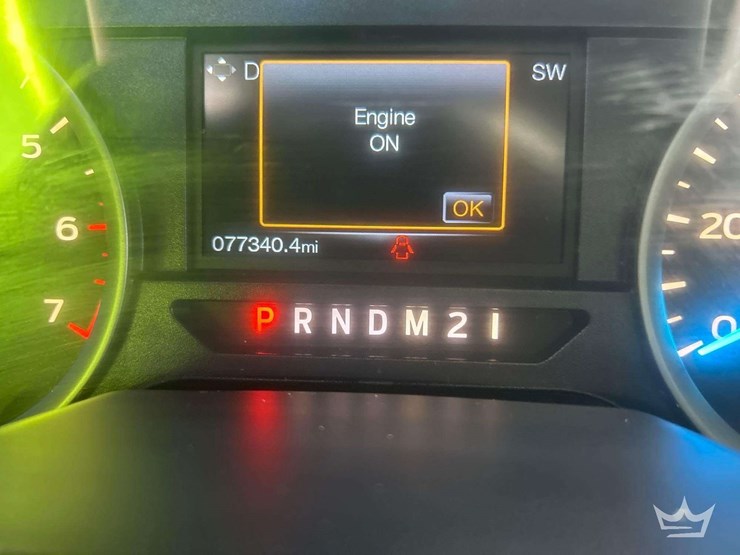 D
SW
Engine
ON
OK
077340.4mi
5
6
7
P R N D M 2 1
20
0